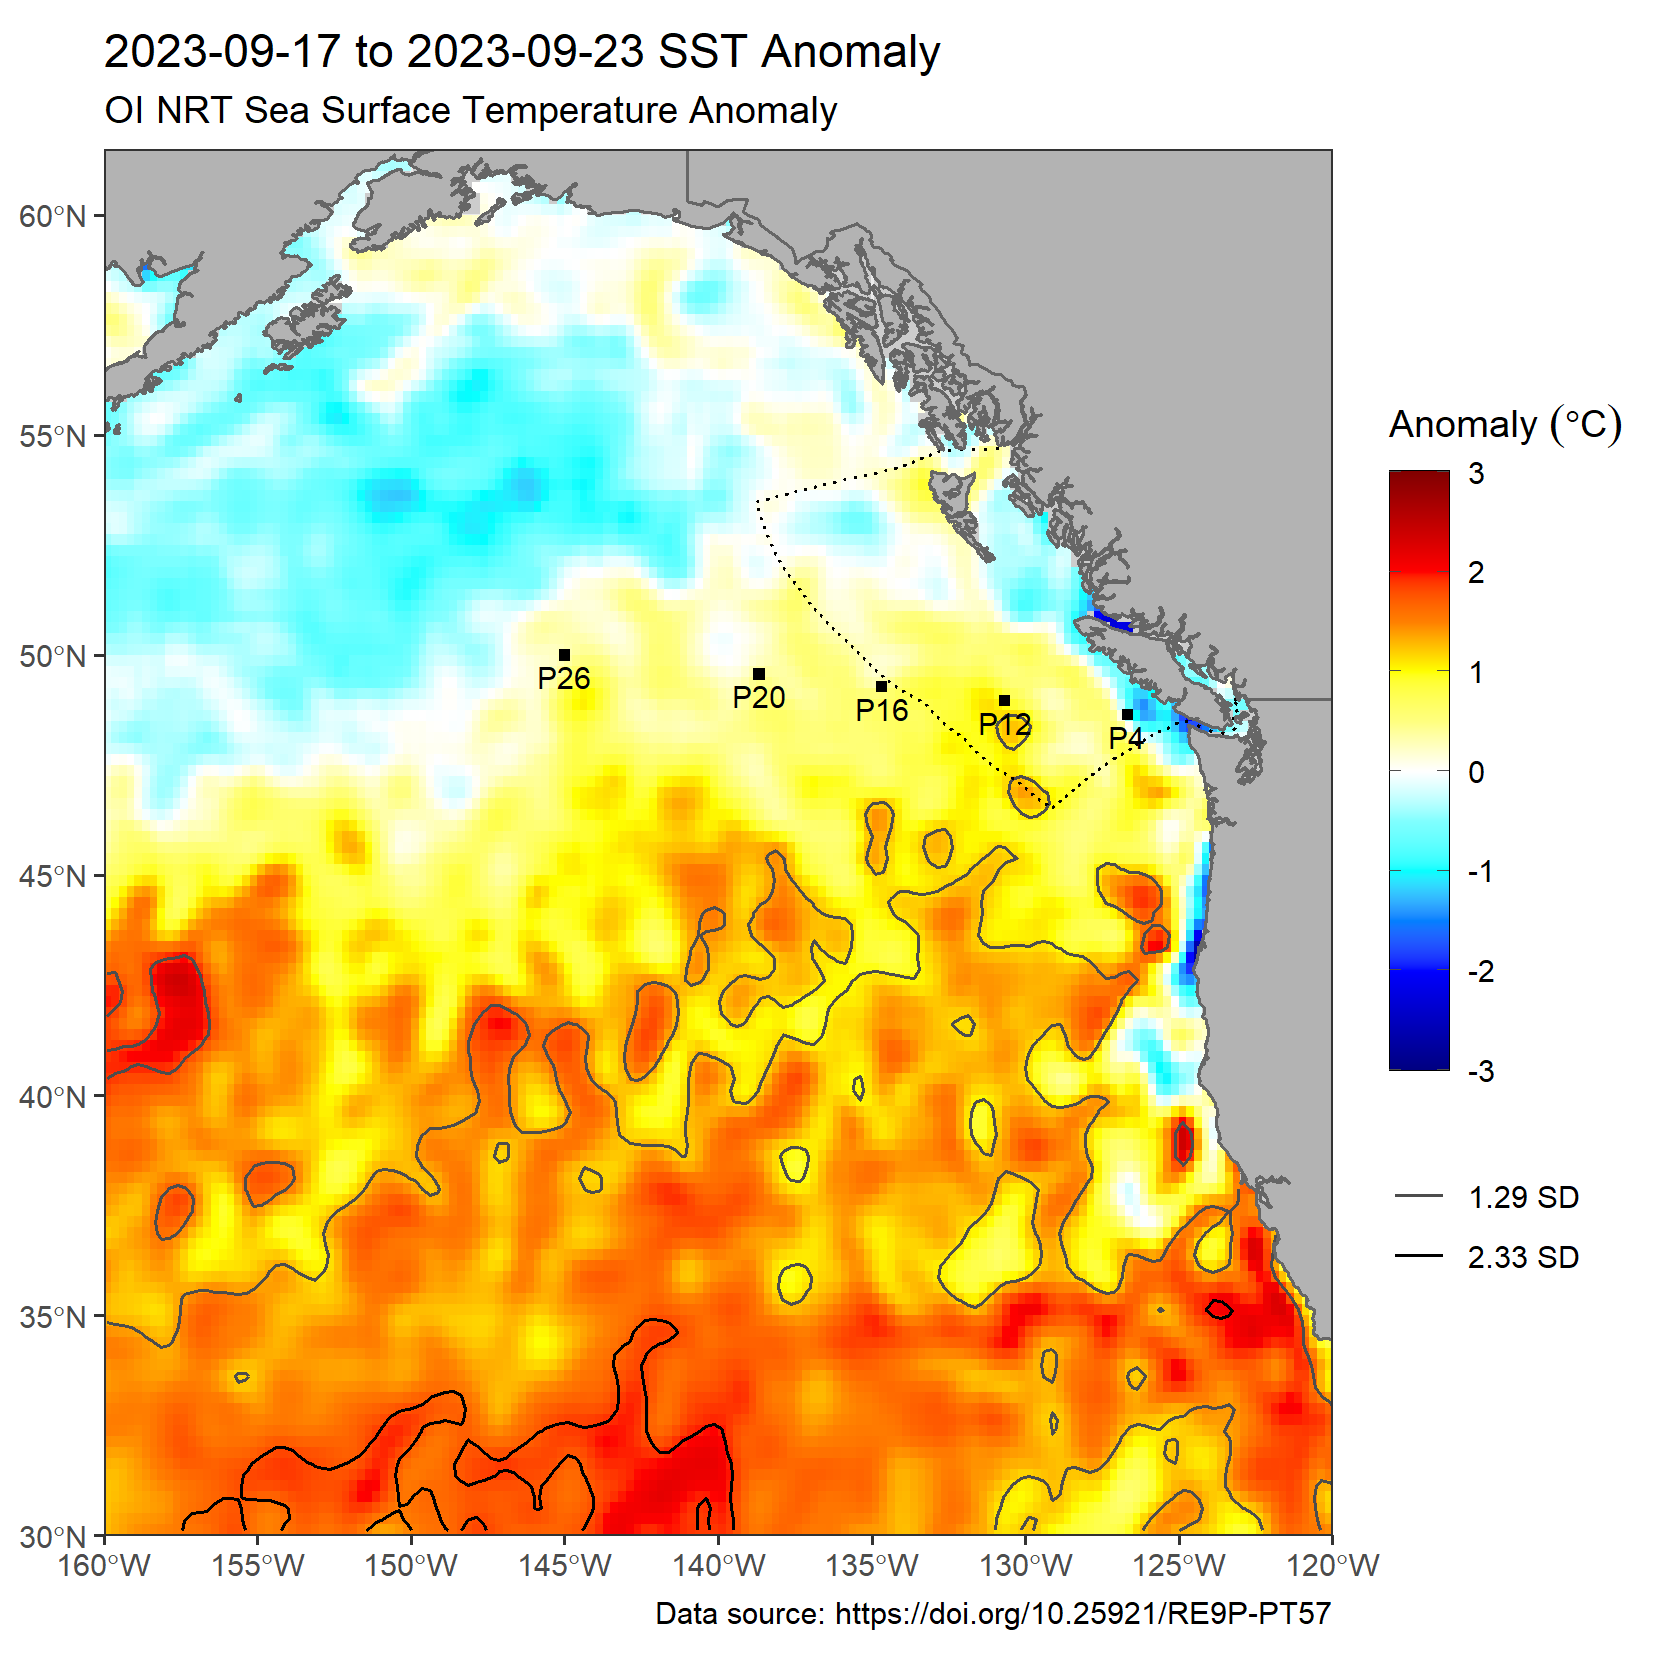 2023-09-17 to 2023-09-23 SST Anomaly
OI NRT Sea Surface Temperature Anomaly
60°N
55°N
50°N
45°N
40°N
35°N
30°N
160°W
155°W
150°W
145°W
140°W
135°W
130°W
125°W
120°W
P26
P20
P16
P12
P4
Anomaly (°C)
3
2
1
0
-1
-2
-3
1.29 SD
2.33 SD
Data source: https://doi.org/10.25921/RE9P-PT57